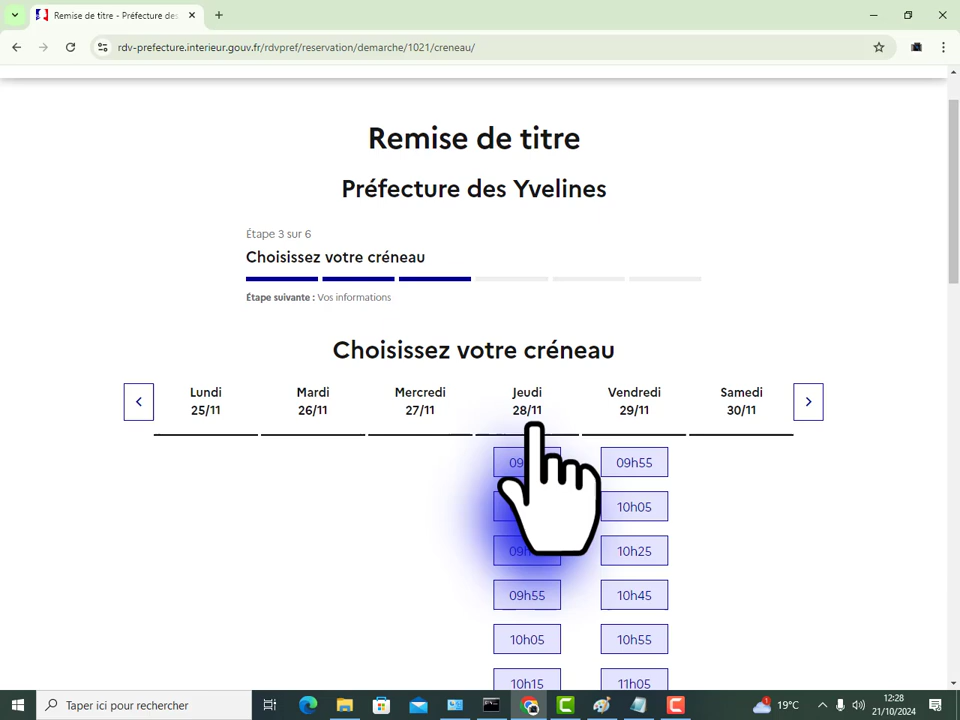 Remise de titre - Préfecture des
rdv-prefecture.interieur.gouv.fr/rdvpref/reservation/demarche/1021/creneau/
Remise de titre
Préfecture des Yvelines
Étape 3 sur 6
Choisissez votre créneau
Étape suivante : Vos informations
Choisissez votre créneau
Lundi Mardi Mercredi Jeudi Vendredi Samedi
25/11 26/11 27/11 28/11 29/11 30/11
09h55
10h05
10h25
09h55 10h45
10h05 10h55
10h15 11h05
Taper ici pour rechercher
19°C
12:28
21/10/2024